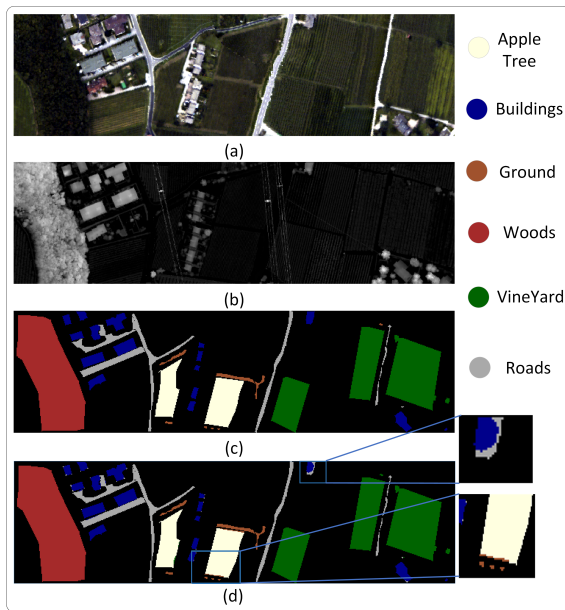 Apple
Tree
Buildings
(a)
Ground
Woods
(b)
VineYard
Roads
(c)
(d)